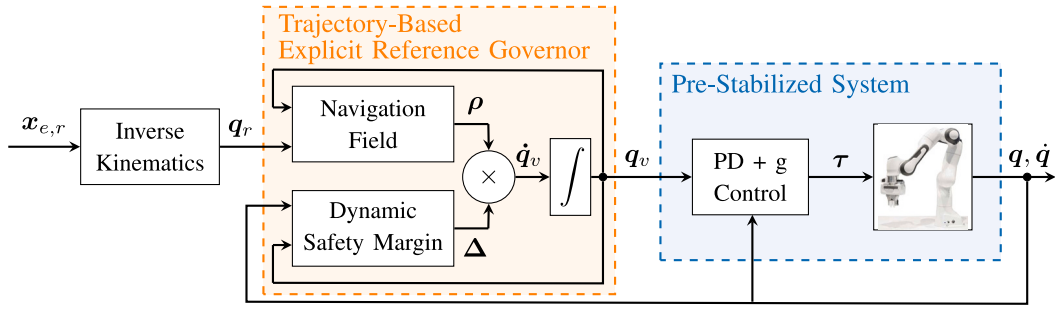 Trajectory-Based
Explicit Reference Governor
Pre-Stabilized System
x_{e,r}
Inverse
Kinematics
q_r
Navigation
Field
ρ
×
q̇_v
∫
q_v
Dynamic
Safety Margin
Δ
PD + g
Control
τ
q, q̇